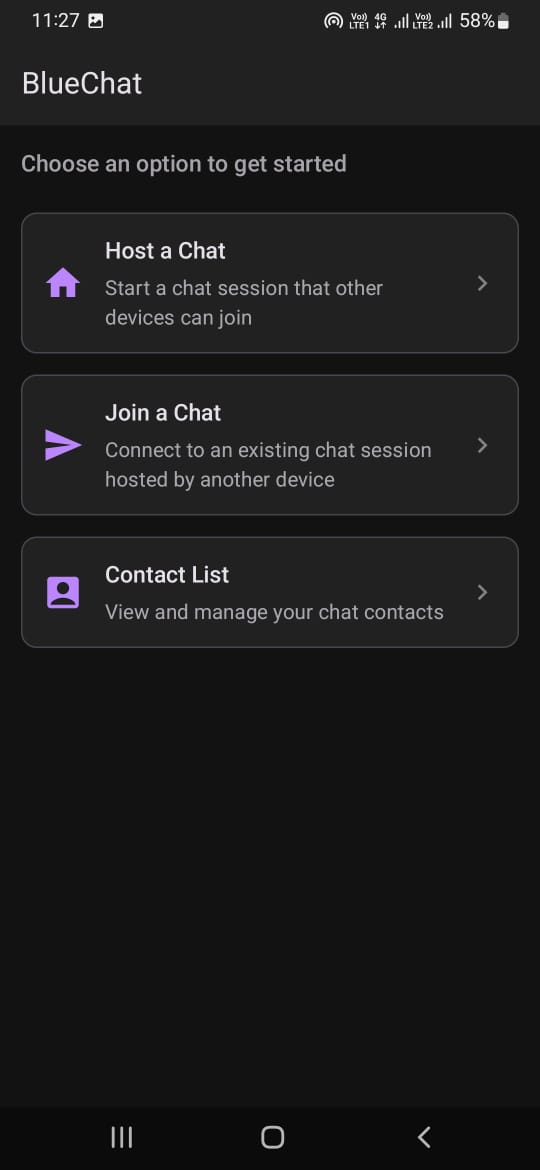 11:27
Vo)) LTE1 4G Vo)) LTE2 58%
BlueChat
Choose an option to get started
Host a Chat
Start a chat session that other
devices can join
Join a Chat
Connect to an existing chat session
hosted by another device
Contact List
View and manage your chat contacts